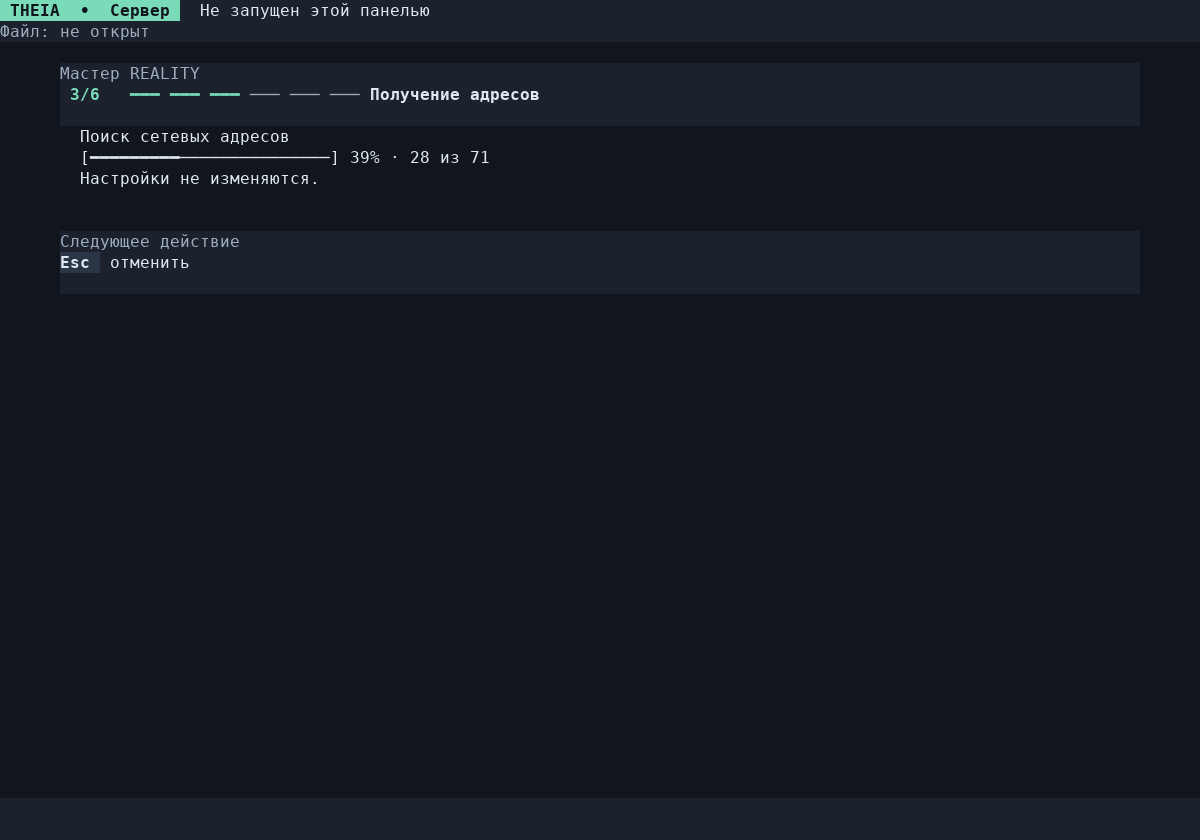 THEIA • Сервер Не запущен этой панелью
Файл: не открыт
Мастер REALITY
3/6 ━━━ ━━━ ━━━ ─── ─── ─── Получение адресов
Поиск сетевых адресов
[━━━━━━━━━───────────────] 39% · 28 из 71
Настройки не изменяются.
Следующее действие
Esc отменить